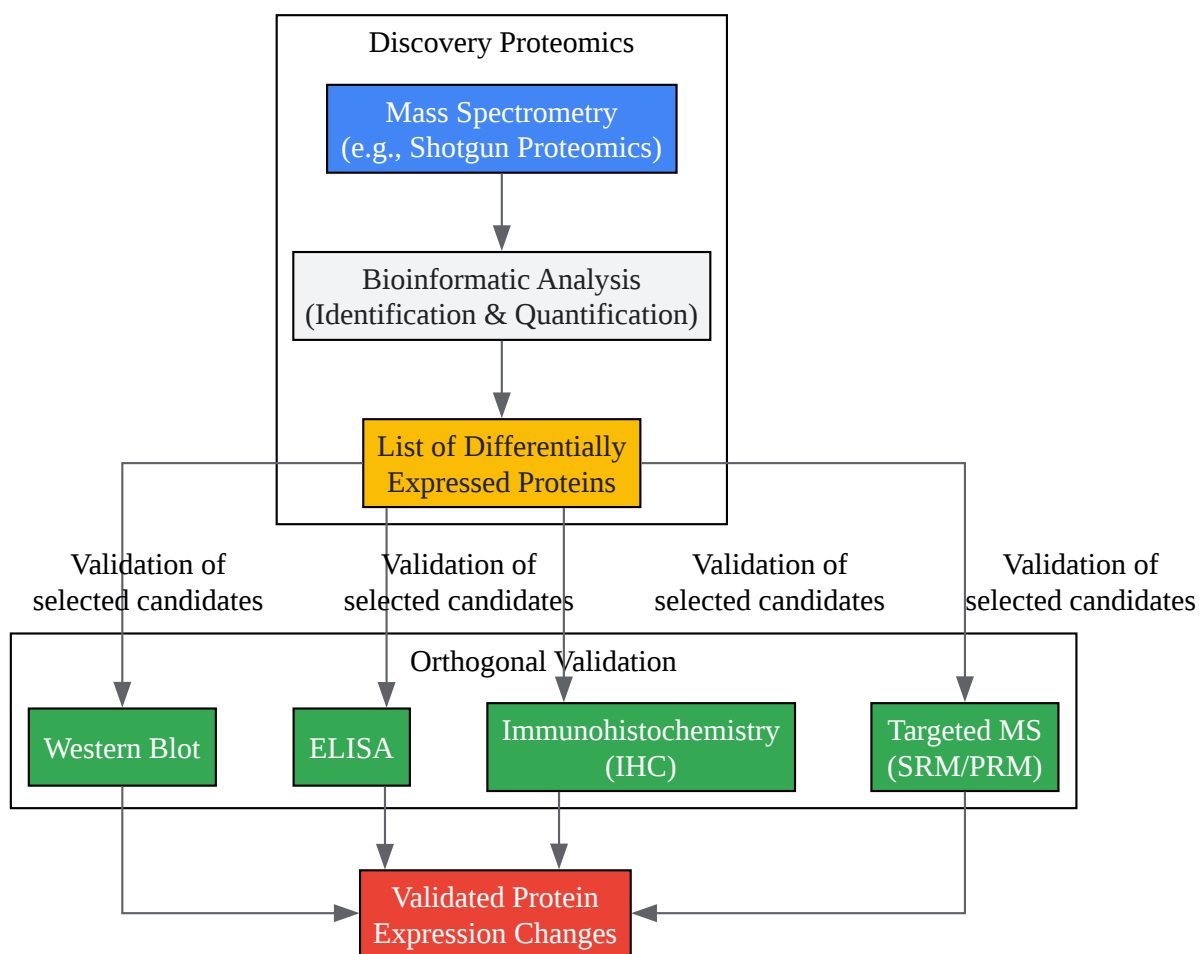 Discovery Proteomics
Mass Spectrometry
(e.g., Shotgun Proteomics)
Bioinformatic Analysis
(Identification & Quantification)
List of Differentially
Expressed Proteins
Validation of
selected candidates
Validation of
selected candidates
Validation of
selected candidates
Validation of
selected candidates
Orthogonal Validation
Western Blot
ELISA
Immunohistochemistry
(IHC)
Targeted MS
(SRM/PRM)
Validated Protein
Expression Changes